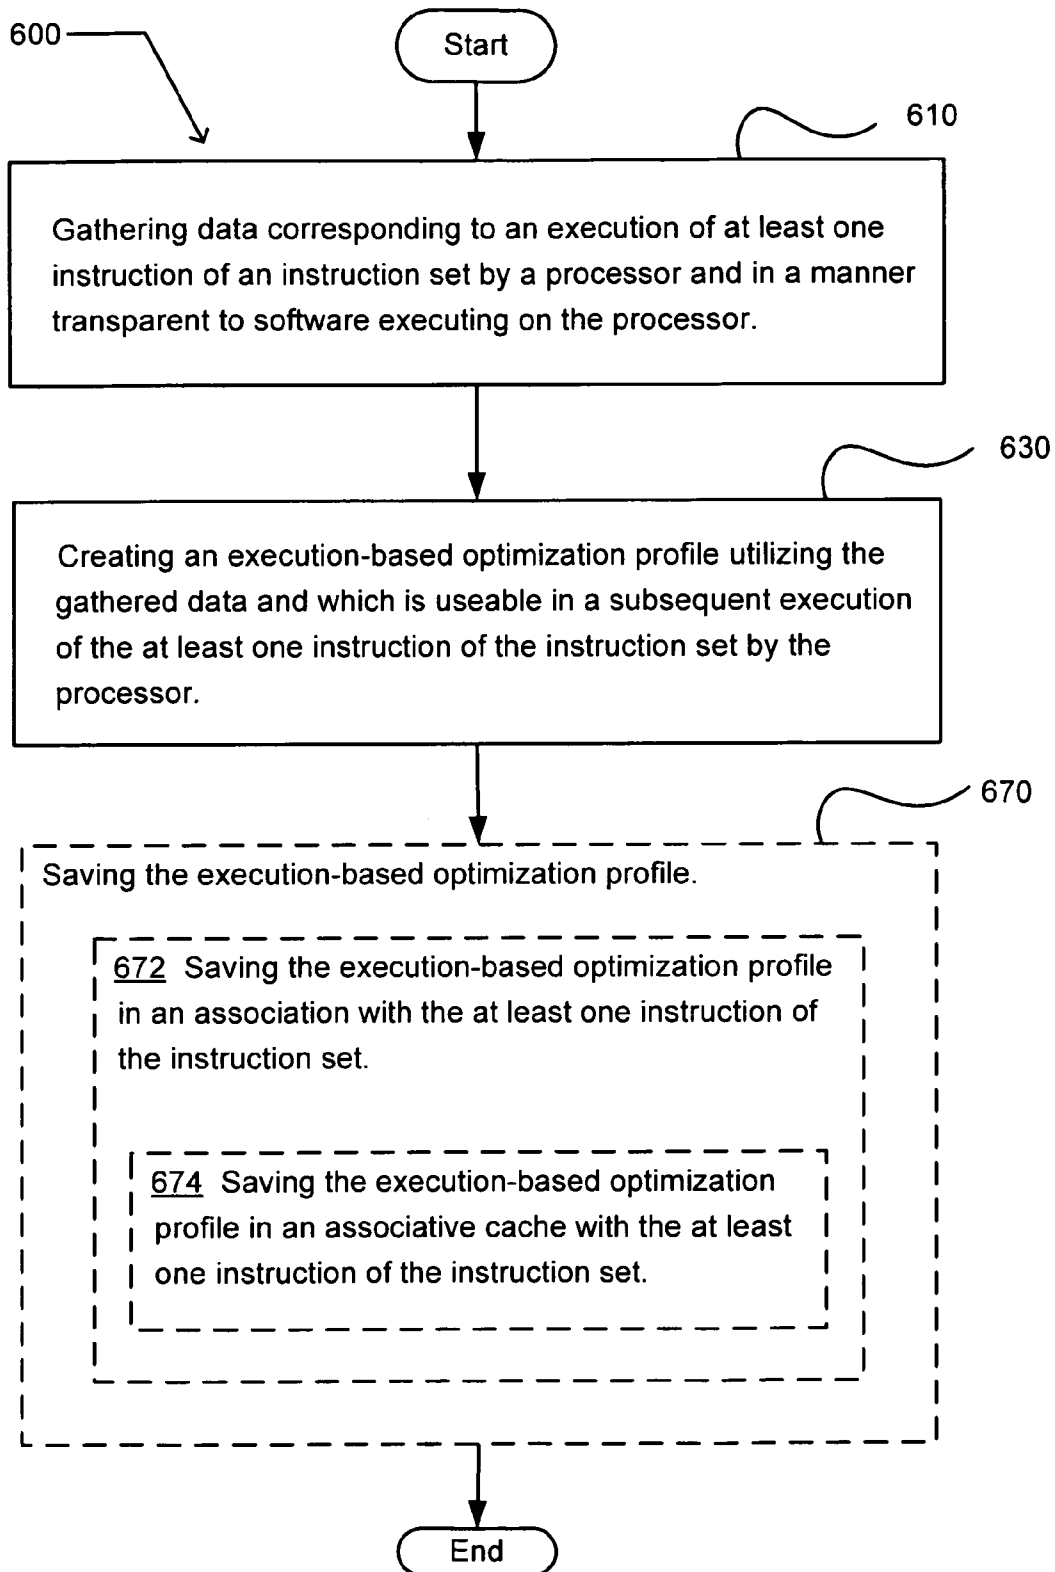 600
Start
610
Gathering data corresponding to an execution of at least one
instruction of an instruction set by a processor and in a manner
transparent to software executing on the processor.
630
Creating an execution-based optimization profile utilizing the
gathered data and which is useable in a subsequent execution
of the at least one instruction of the instruction set by the
processor.
670
Saving the execution-based optimization profile.
672 Saving the execution-based optimization profile
in an association with the at least one instruction of
the instruction set.
674 Saving the execution-based optimization
profile in an associative cache with the at least
one instruction of the instruction set.
End